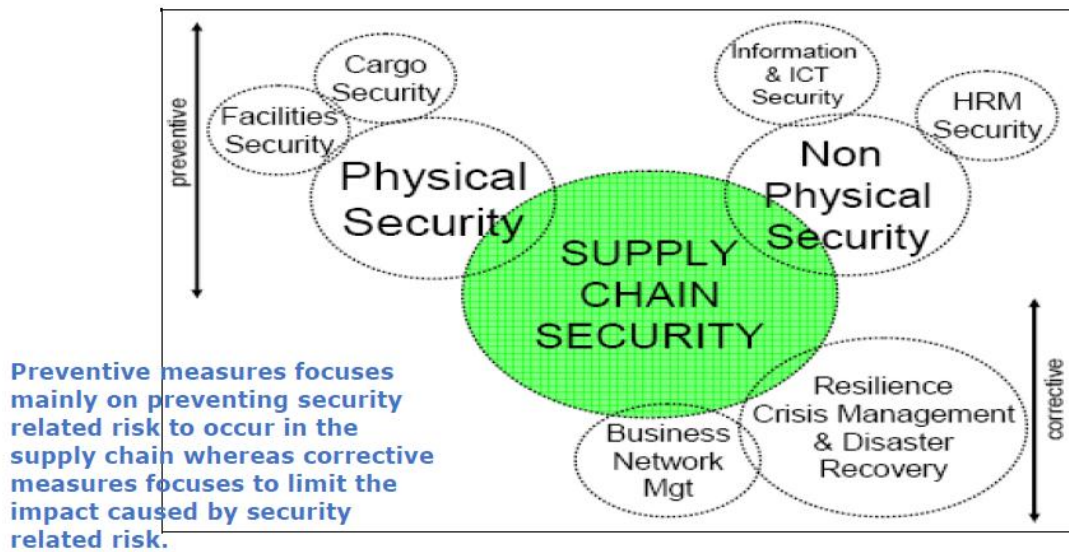 preventive
Cargo
Security
Facilities
Security
Physical
Security
Information
& ICT
Security
HRM
Security
Non
Physical
Security
SUPPLY
CHAIN
SECURITY
Preventive measures focuses
mainly on preventing security
related risk to occur in the
supply chain whereas corrective
measures focuses to limit the
impact caused by security
related risk.
Business
Network
Mgt
Resilience
Crisis Management
& Disaster
Recovery
corrective